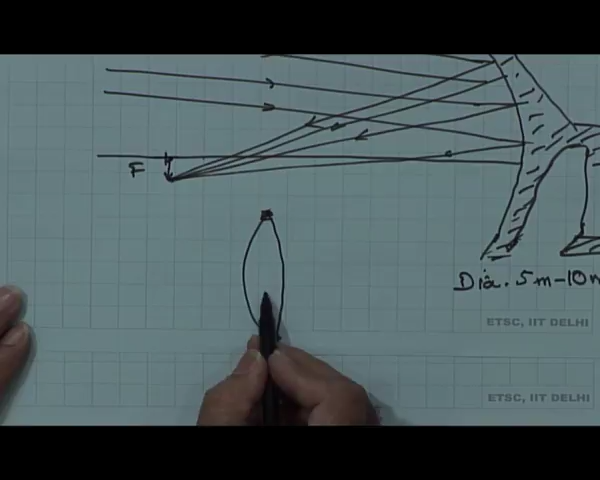 F
Dia. 5m-10m
ETSC, IIT DELHI
ETSC, IIT DELHI